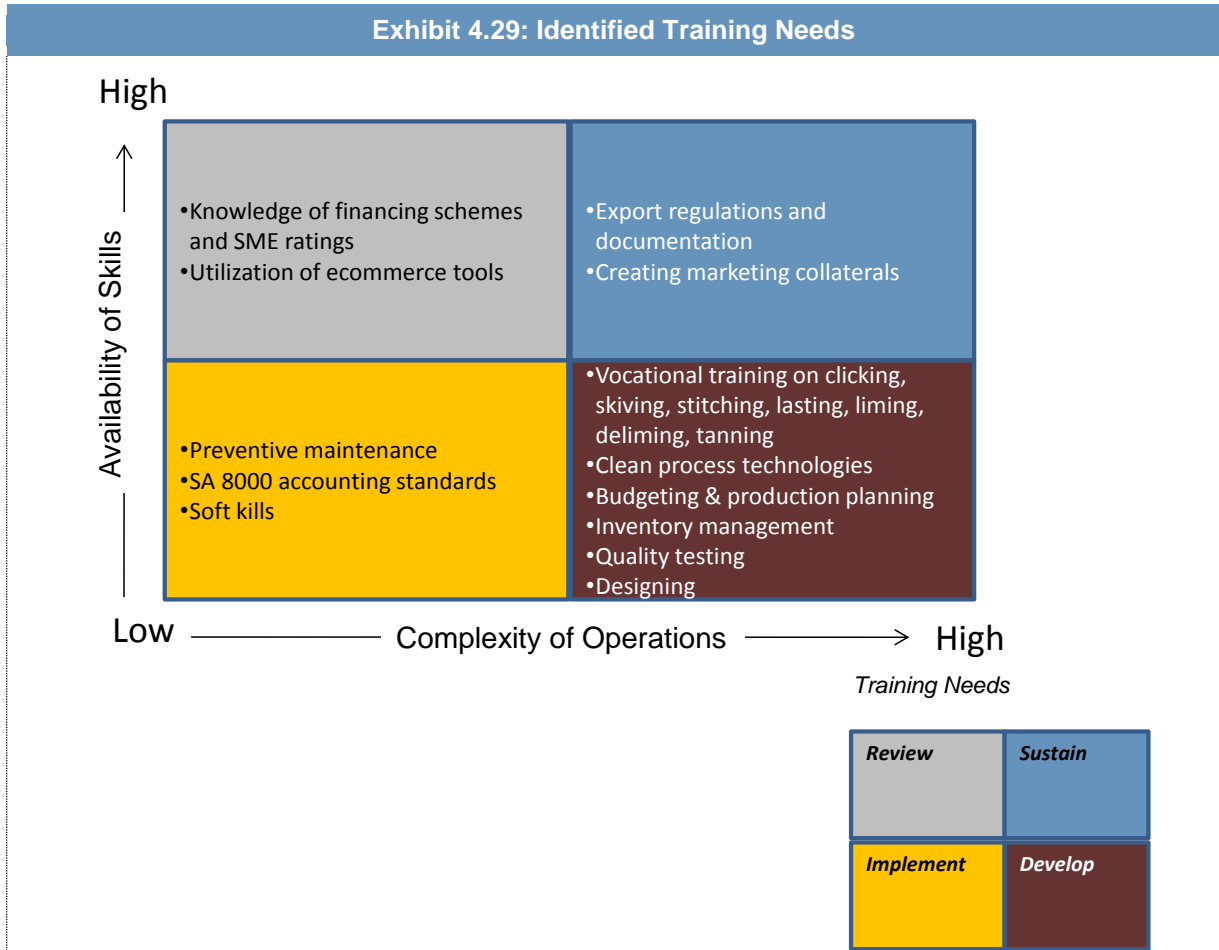 Exhibit 4.29: Identified Training Needs
High
Availability of Skills
•Knowledge of financing schemes
and SME ratings
•Utilization of ecommerce tools
•Export regulations and
documentation
•Creating marketing collaterals
•Preventive maintenance
•SA 8000 accounting standards
•Soft kills
•Vocational training on clicking,
skiving, stitching, lasting, liming,
deliming, tanning
•Clean process technologies
•Budgeting & production planning
•Inventory management
•Quality testing
•Designing
Low
Complexity of Operations
High
Training Needs
Review
Sustain
Implement
Develop